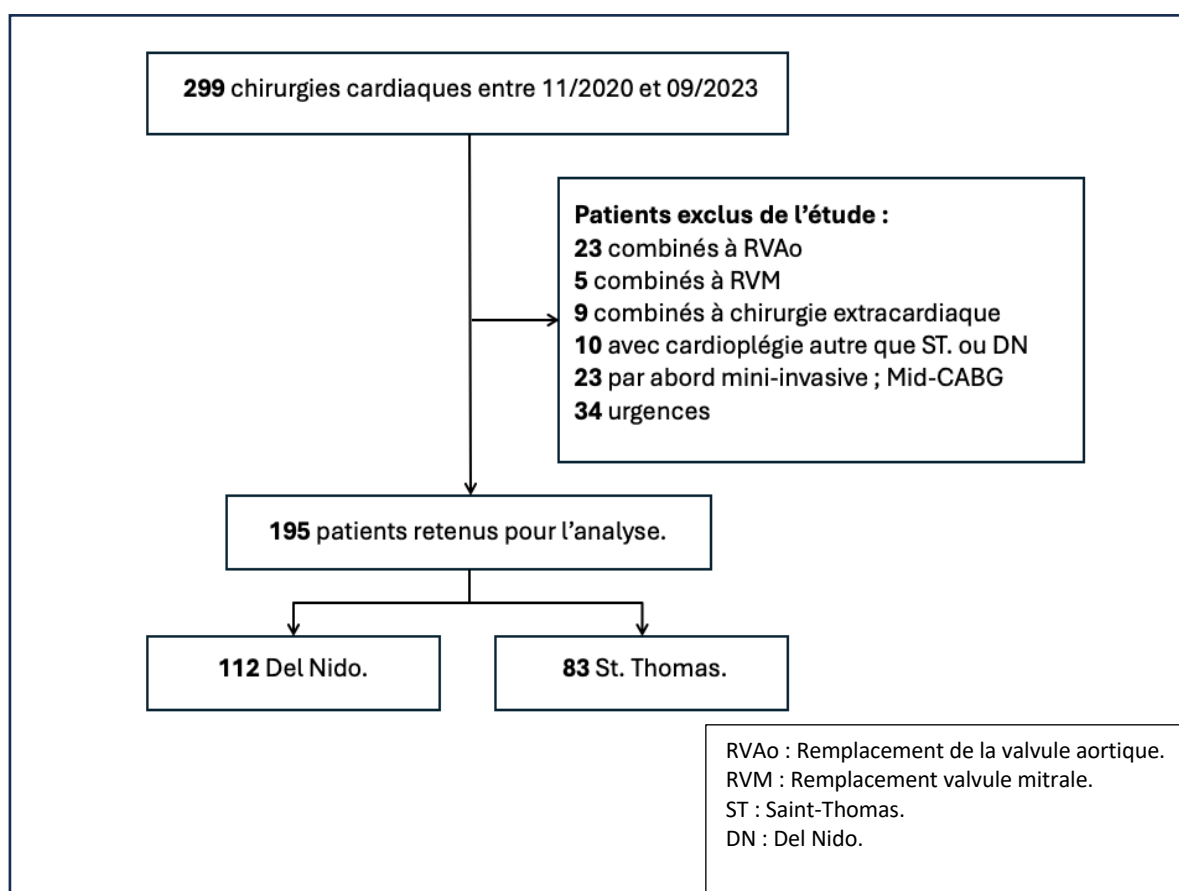 299 chirurgies cardiaques entre 11/2020 et 09/2023
Patients exclus de l’étude :
23 combinés à RVAo
5 combinés à RVM
9 combinés à chirurgie extracardiaque
10 avec cardioplégie autre que ST. ou DN
23 par abord mini-invasive ; Mid-CABG
34 urgences
195 patients retenus pour l’analyse.
112 Del Nido.
83 St. Thomas.
RVAo : Remplacement de la valvule aortique.
RVM : Remplacement valvule mitrale.
ST : Saint-Thomas.
DN : Del Nido.